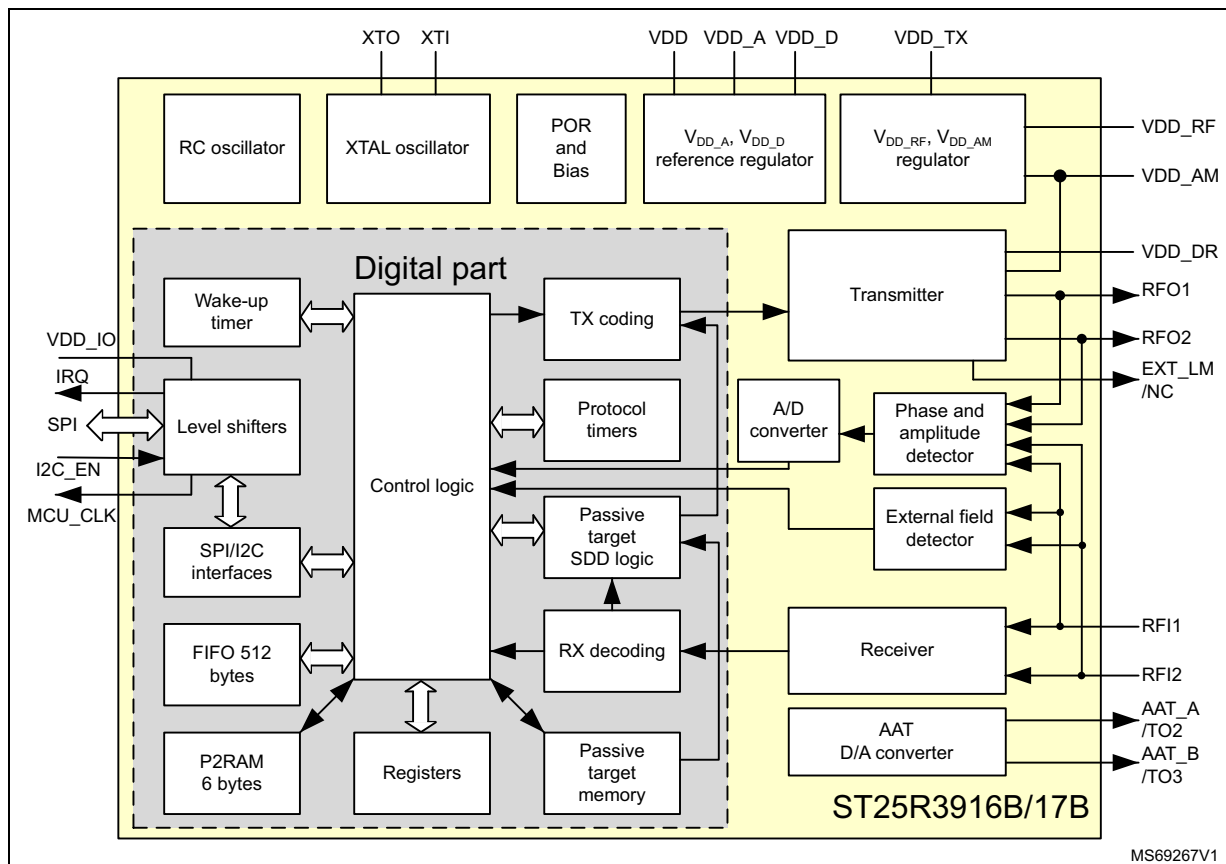 XTO
XTI
VDD
VDD_A
VDD_D
VDD_TX
RC oscillator
XTAL oscillator
POR
and
Bias
VDD_A, VDD_D
reference regulator
VDD_RF, VDD_AM
regulator
VDD_RF
VDD_AM
VDD_DR
RFO1
RFO2
EXT_LM
/NC
Digital part
Wake-up
timer
TX coding
Transmitter
VDD_IO
IRQ
SPI
I2C_EN
MCU_CLK
Level shifters
Control logic
Protocol
timers
A/D
converter
Phase and
amplitude
detector
SPI/I2C
interfaces
Passive
target
SDD logic
External field
detector
FIFO 512
bytes
RX decoding
Receiver
RFI1
RFI2
P2RAM
6 bytes
Registers
Passive
target
memory
AAT
D/A converter
AAT_A
/TO2
AAT_B
/TO3
ST25R3916B/17B
MS69267V1